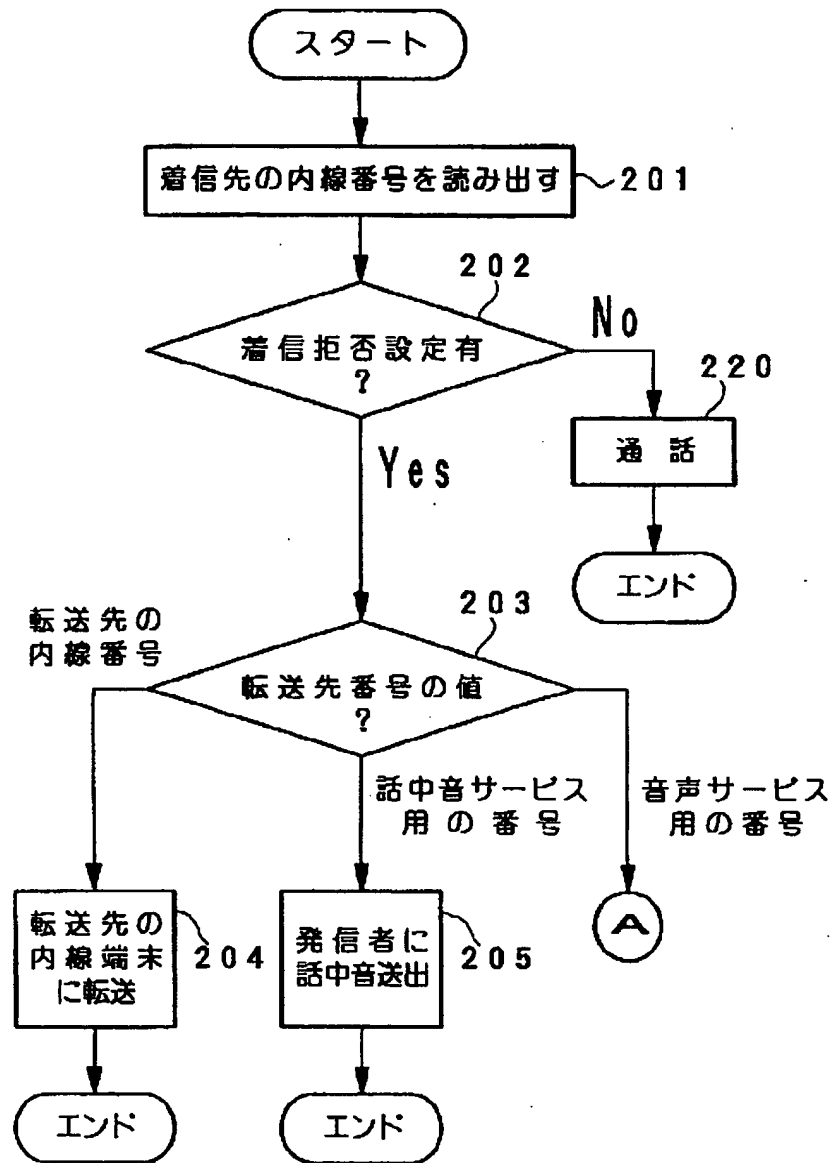 スタート
着信先の内線番号を読み出す
201
202
着信拒否設定有
?
No
Yes
220
通話
エンド
転送先の
内線番号
203
転送先番号の値
?
話中音サービス
用の番号
音声サービス
用の番号
転送先の
内線端末
に転送
204
発信者に
話中音送出
205
A
エンド
エンド